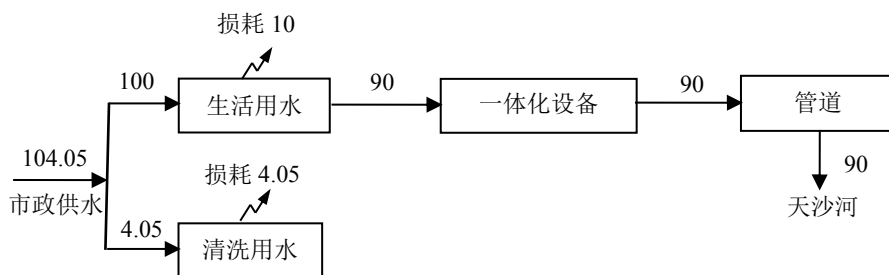 损耗 10
100
生活用水
90
一体化设备
90
管道
104.05
市政供水
90
天沙河
损耗 4.05
4.05
清洗用水